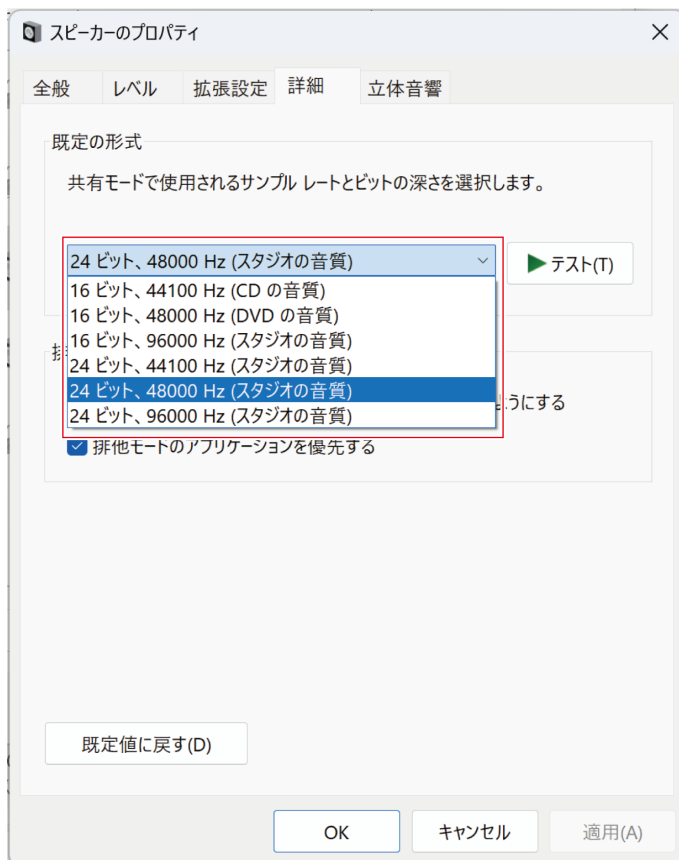 スピーカーのプロパティ
全般 レベル 拡張設定 詳細 立体音響
既定の形式
共有モードで使用されるサンプル レートとビットの深さを選択します。
24 ビット、48000 Hz (スタジオの音質)
テスト(T)
16 ビット、44100 Hz (CD の音質)
16 ビット、48000 Hz (DVD の音質)
16 ビット、96000 Hz (スタジオの音質)
24 ビット、44100 Hz (スタジオの音質)
24 ビット、48000 Hz (スタジオの音質)
24 ビット、96000 Hz (スタジオの音質)
うにする
排他モードのアプリケーションを優先する
既定値に戻す(D)
OK キャンセル 適用(A)